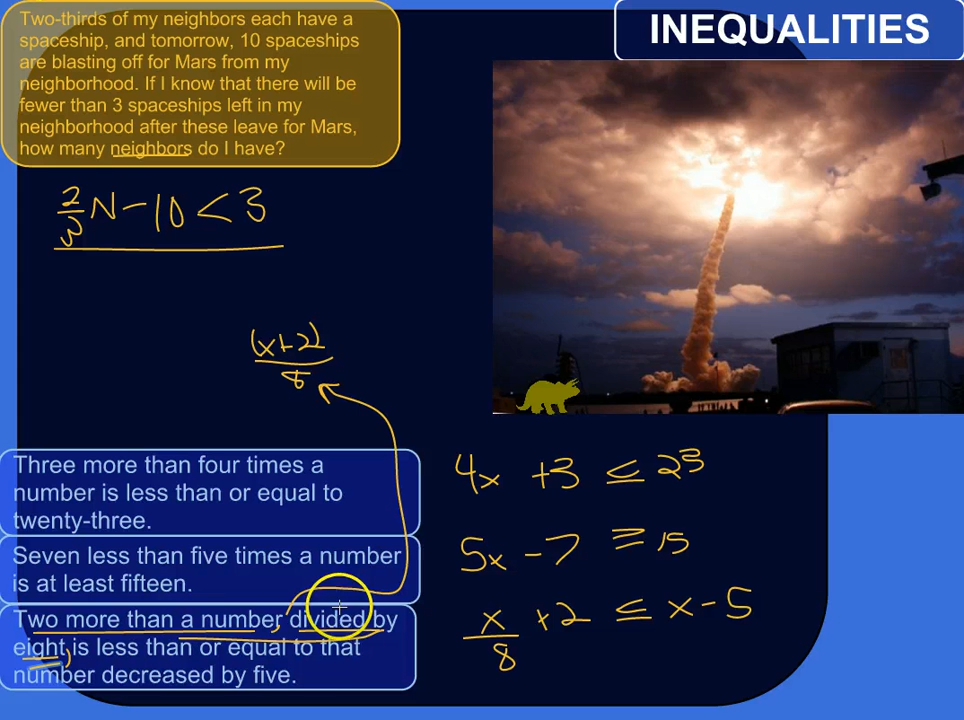 Two-thirds of my neighbors each have a
spaceship, and tomorrow, 10 spaceships
are blasting off for Mars from my
neighborhood. If I know that there will be
fewer than 3 spaceships left in my
neighborhood after these leave for Mars,
how many neighbors do I have?
INEQUALITIES
2/3 N - 10 < 3
(x+2)
8
Three more than four times a
number is less than or equal to
twenty-three.
4x + 3 ≤ 23
Seven less than five times a number
is at least fifteen.
5x - 7 ≥ 15
Two more than a number, divided by
eight, is less than or equal to that
number decreased by five.
x/8 + 2 ≤ x - 5